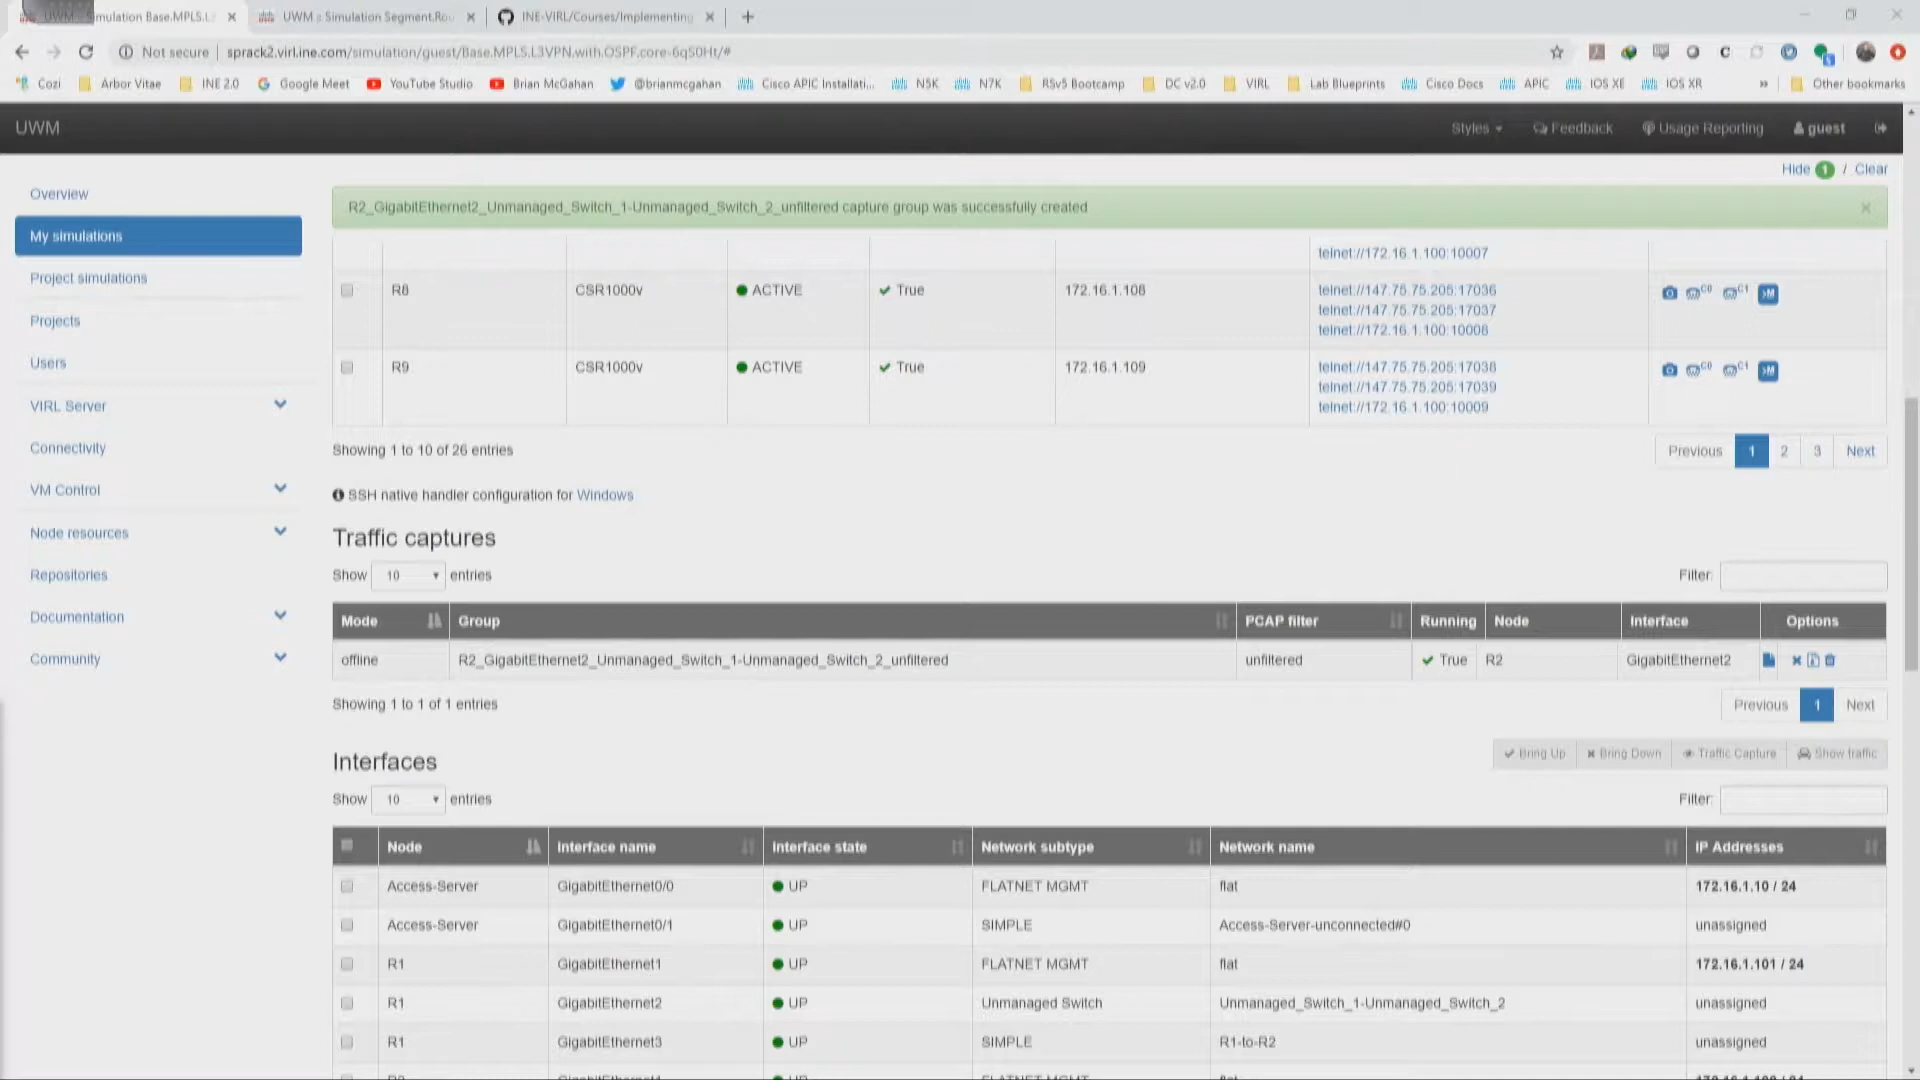 Simulation Base.MPLS.L
UWM :: Simulation Segment.Rou
INE-VIRL/Courses/Implementing
Not secure | sprack2.virl.ine.com/simulation/guest/Base.MPLS.L3VPN.with.OSPF.core-6qS0Ht/#
Cozi Arbor Vitae INE 2.0 Google Meet YouTube Studio Brian McGahan @brianmcgahan Cisco APIC Installati... N5K N7K RSv5 Bootcamp DC v2.0 VIRL Lab Blueprints Cisco Docs APIC IOS XE IOS XR » Other bookmarks
UWM Styles Feedback Usage Reporting guest
Hide 1 / Clear
Overview
My simulations
Project simulations
Projects
Users
VIRL Server
Connectivity
VM Control
Node resources
Repositories
Documentation
Community
R2_GigabitEthernet2_Unmanaged_Switch_1-Unmanaged_Switch_2_unfiltered capture group was successfully created ×
telnet://172.16.1.100:10007
R8 CSR1000v ACTIVE True 172.16.1.108 telnet://147.75.75.205:17036 C0 C1 >M
telnet://147.75.75.205:17037
telnet://172.16.1.100:10008
R9 CSR1000v ACTIVE True 172.16.1.109 telnet://147.75.75.205:17038 C0 C1 >M
telnet://147.75.75.205:17039
telnet://172.16.1.100:10009
Showing 1 to 10 of 26 entries Previous 1 2 3 Next
SSH native handler configuration for Windows
Traffic captures
Show 10 entries Filter:
Mode Group PCAP filter Running Node Interface Options
offline R2_GigabitEthernet2_Unmanaged_Switch_1-Unmanaged_Switch_2_unfiltered unfiltered True R2 GigabitEthernet2
Showing 1 to 1 of 1 entries Previous 1 Next
Interfaces Bring Up Bring Down Traffic Capture Show traffic
Show 10 entries Filter:
Node Interface name Interface state Network subtype Network name IP Addresses
Access-Server GigabitEthernet0/0 UP FLATNET MGMT flat 172.16.1.10 / 24
Access-Server GigabitEthernet0/1 UP SIMPLE Access-Server-unconnected#0 unassigned
R1 GigabitEthernet1 UP FLATNET MGMT flat 172.16.1.101 / 24
R1 GigabitEthernet2 UP Unmanaged Switch Unmanaged_Switch_1-Unmanaged_Switch_2 unassigned
R1 GigabitEthernet3 UP SIMPLE R1-to-R2 unassigned